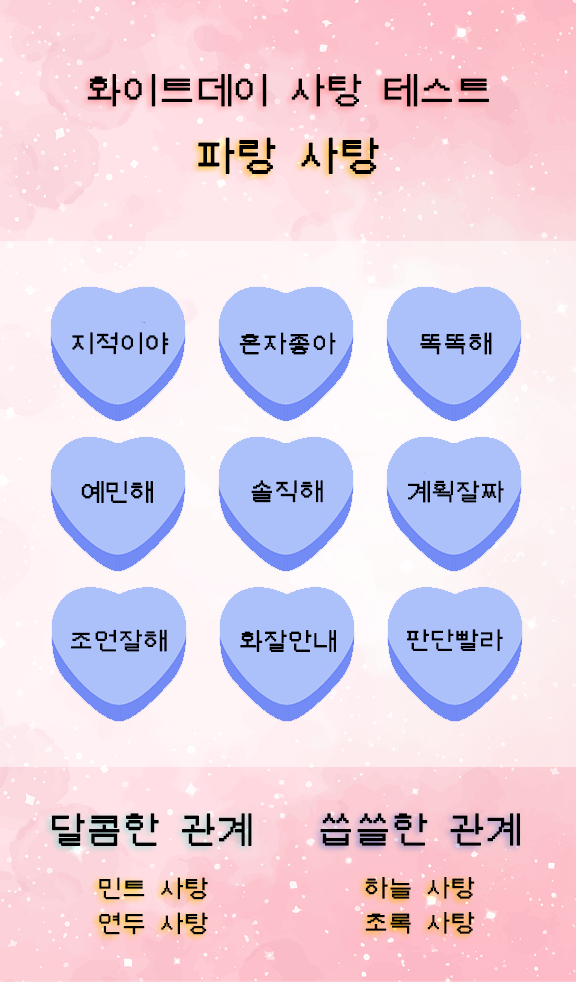 화이트데이 사탕 테스트
파랑 사탕
지적이야 혼자좋아 똑똑해
예민해 솔직해 계획잘짜
조언잘해 화잘안내 판단빨라
달콤한 관계 씁쓸한 관계
민트 사탕 하늘 사탕
연두 사탕 초록 사탕